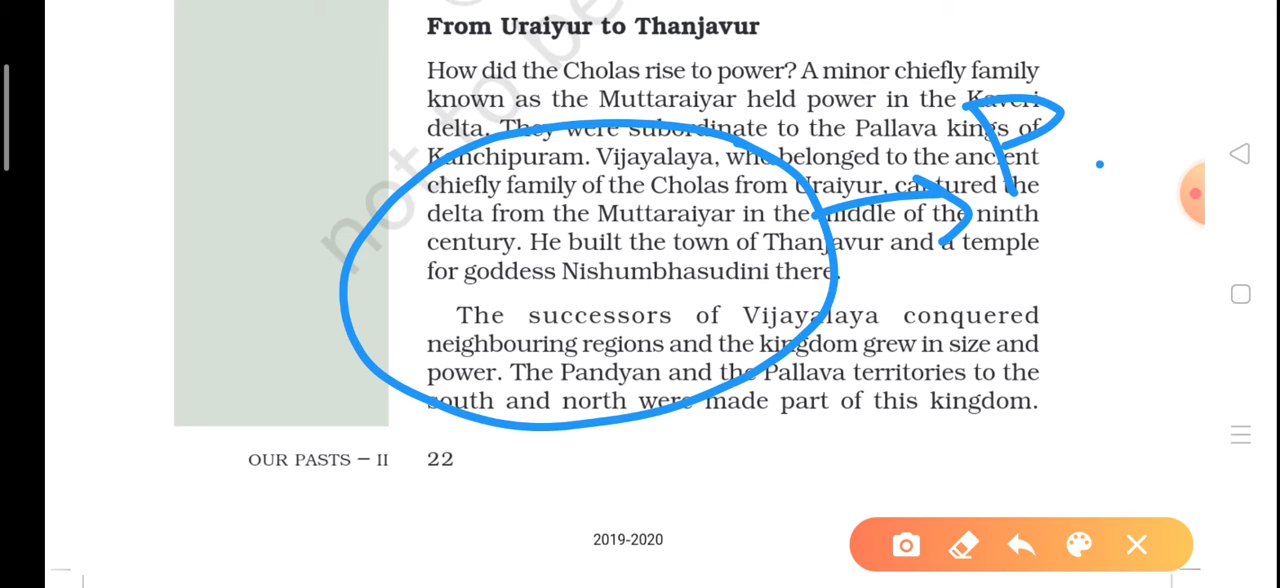 From Uraiyur to Thanjavur
How did the Cholas rise to power? A minor chiefly family
known as the Muttaraiyar held power in the Kaveri
delta. They were subordinate to the Pallava kings of
Kanchipuram. Vijayalaya, who belonged to the ancient
chiefly family of the Cholas from Uraiyur, captured the
delta from the Muttaraiyar in the middle of the ninth
century. He built the town of Thanjavur and a temple
for goddess Nishumbhasudini there.
The successors of Vijayalaya conquered
neighbouring regions and the kingdom grew in size and
power. The Pandyan and the Pallava territories to the
south and north were made part of this kingdom.
OUR PASTS – II 22
2019-2020
not to be